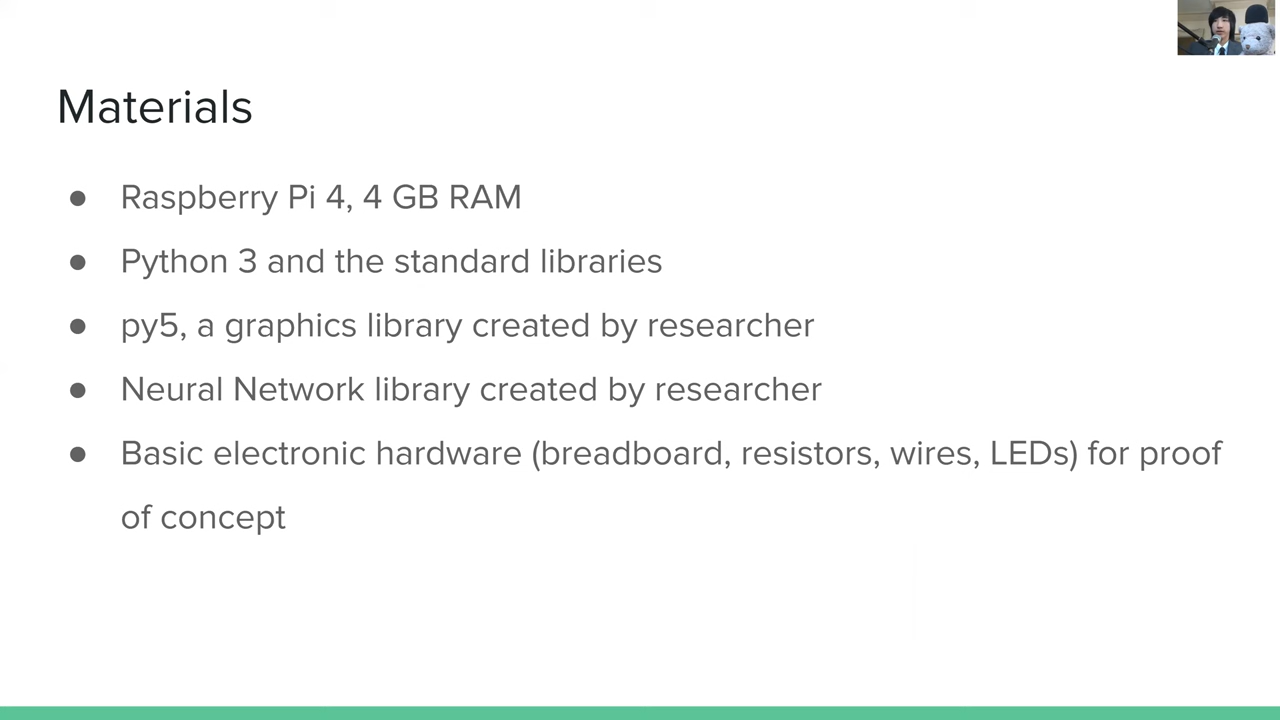 Materials
● Raspberry Pi 4, 4 GB RAM
● Python 3 and the standard libraries
● py5, a graphics library created by researcher
● Neural Network library created by researcher
● Basic electronic hardware (breadboard, resistors, wires, LEDs) for proof
of concept